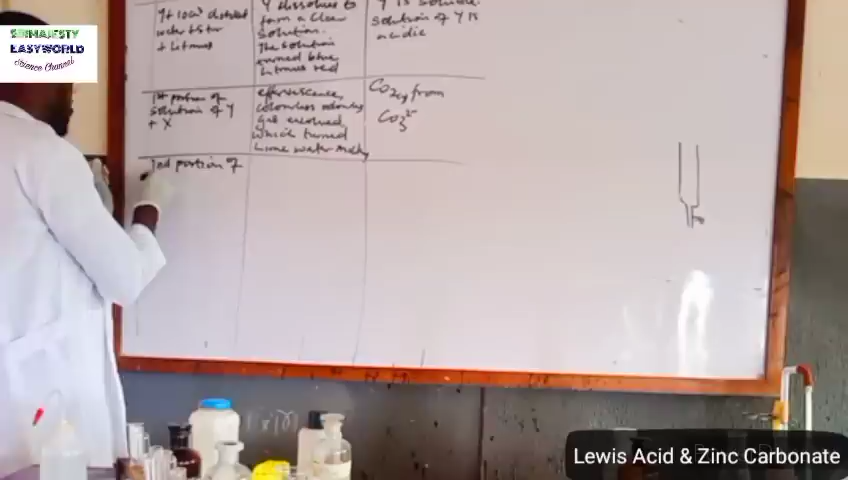 SRIMAJESTY
EASYWORLD
Science Channel
Y + 10cm³ distilled
water + stir
+ Litmus
Y dissolves to
form a clear
solution.
The solution
turned blue
Litmus red
Y is soluble.
solution of Y is
acidic
1st portion of
solution of Y
+ X
effervescence,
colourless odourless
gas evolved
which turned
Lime water milky
CO2(g) from
CO3²⁻
2nd portion of
Lewis Acid & Zinc Carbonate